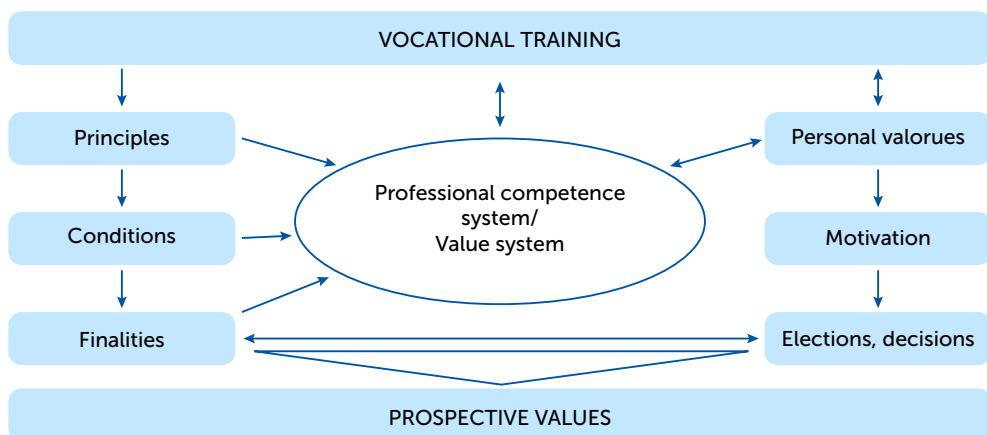 VOCATIONAL TRAINING
Principles
Personal valorues
Professional competence
system/
Value system
Conditions
Motivation
Finalities
Elections, decisions
PROSPECTIVE VALUES